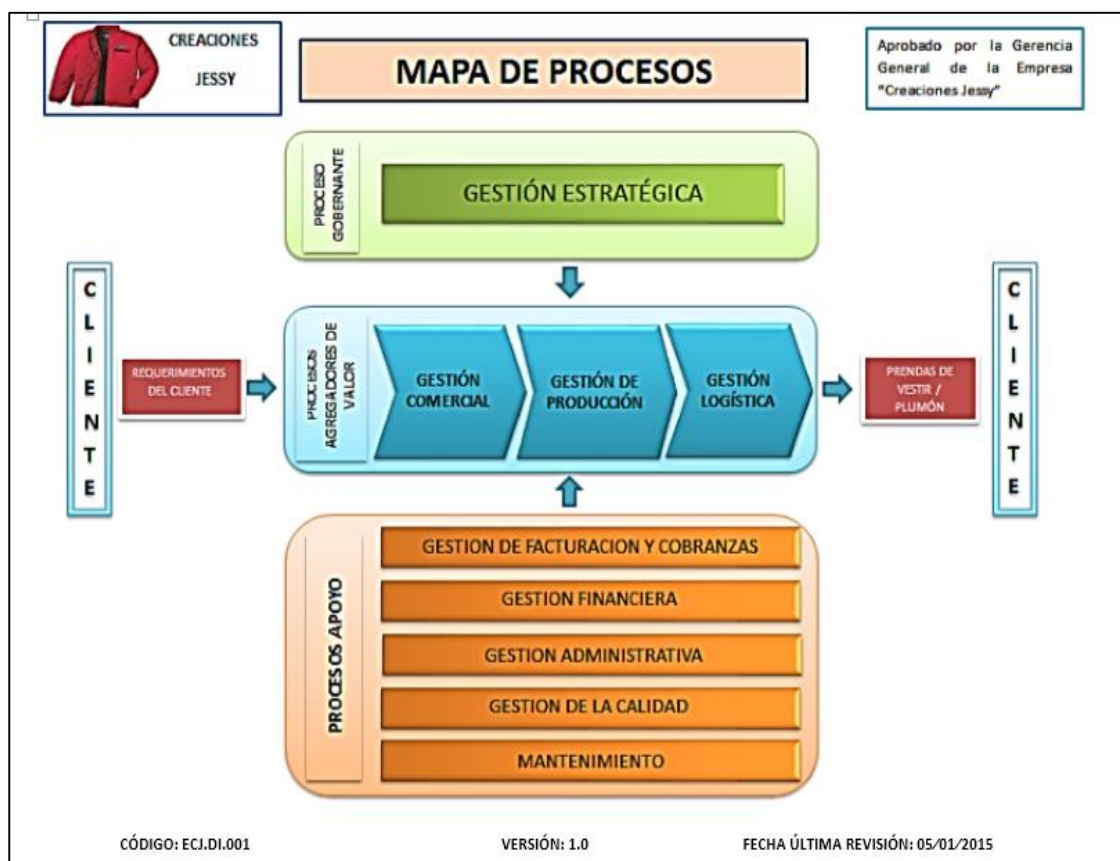 CREACIONES
JESSY
MAPA DE PROCESOS
Aprobado por la Gerencia
General de la Empresa
"Creaciones Jessy"
PROCESO
GOBERNANTE
GESTIÓN ESTRATÉGICA
CLIENTE
REQUERIMIENTOS
DEL CLIENTE
PROCESOS
AGREGADORES DE
VALOR
GESTIÓN
COMERCIAL
GESTIÓN DE
PRODUCCIÓN
GESTIÓN
LOGÍSTICA
PRENDAS DE
VESTIR /
PLUMÓN
CLIENTE
PROCESOS APOYO
GESTION DE FACTURACION Y COBRANZAS
GESTION FINANCIERA
GESTION ADMINISTRATIVA
GESTION DE LA CALIDAD
MANTENIMIENTO
CÓDIGO: ECJ.DI.001
VERSIÓN: 1.0
FECHA ÚLTIMA REVISIÓN: 05/01/2015